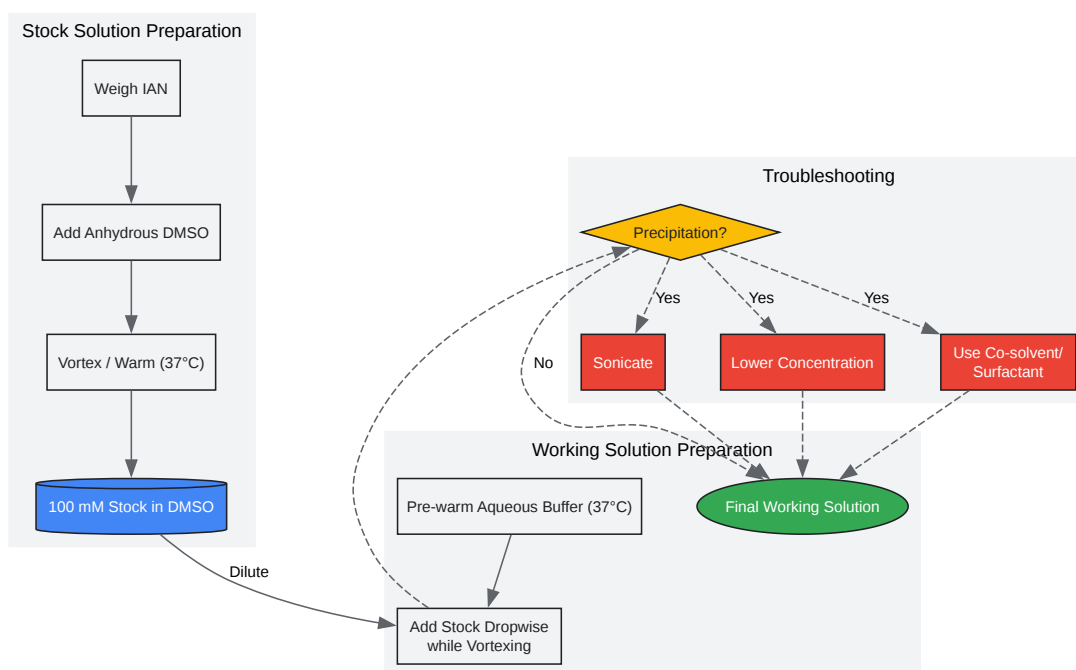 Stock Solution Preparation
Weigh IAN
Add Anhydrous DMSO
Vortex / Warm (37°C)
100 mM Stock in DMSO
Dilute
Troubleshooting
Precipitation?
Yes
Yes
Yes
No
Sonicate
Lower Concentration
Use Co-solvent/
Surfactant
Working Solution Preparation
Pre-warm Aqueous Buffer (37°C)
Final Working Solution
Add Stock Dropwise
while Vortexing